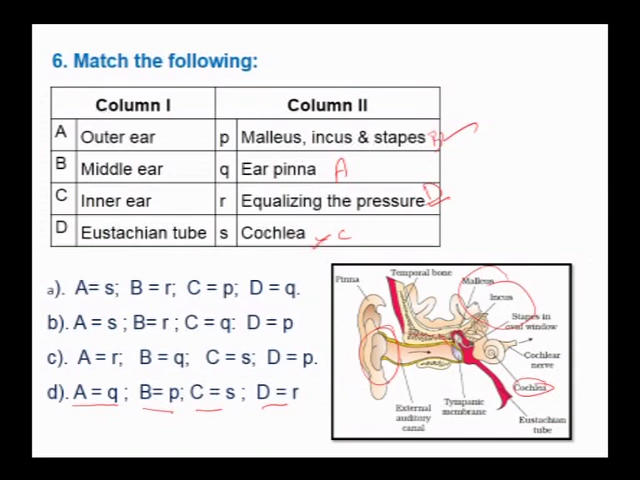 6. Match the following:
Column I Column II
A Outer ear p Malleus, incus & stapes B
B Middle ear q Ear pinna A
C Inner ear r Equalizing the pressure D
D Eustachian tube s Cochlea C
a). A= s; B = r; C = p; D = q.
b). A = s ; B= r ; C = q: D = p
c). A = r; B = q; C = s; D = p.
d). A = q ; B= p; C = s ; D = r
Temporal bone
Pinna
Malleus
Incus
Stapes in
oval window
Cochlear
nerve
Cochlea
External
auditory
canal
Tympanic
membrane
Eustachian
tube